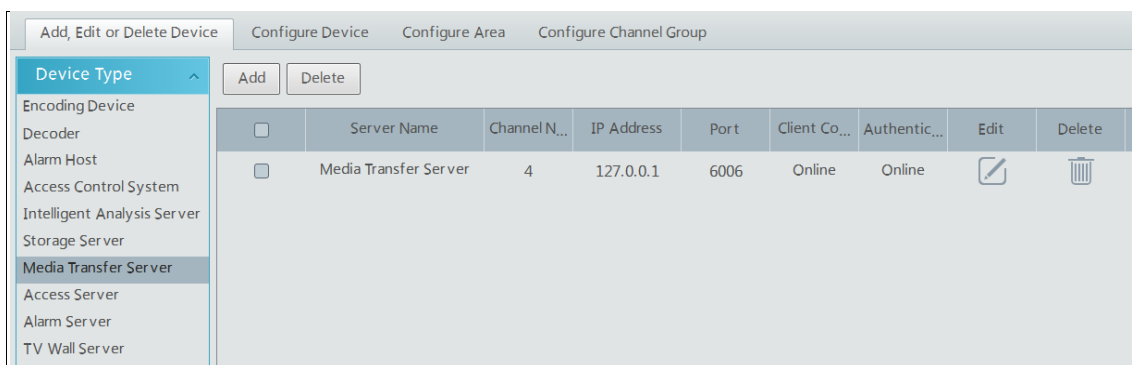 Add, Edit or Delete Device Configure Device Configure Area Configure Channel Group
Device Type
Add Delete
Encoding Device
Decoder
Alarm Host
Access Control System
Intelligent Analysis Server
Storage Server
Media Transfer Server
Access Server
Alarm Server
TV Wall Server
Server Name Channel N... IP Address Port Client Co... Authentic... Edit Delete
Media Transfer Server 4 127.0.0.1 6006 Online Online